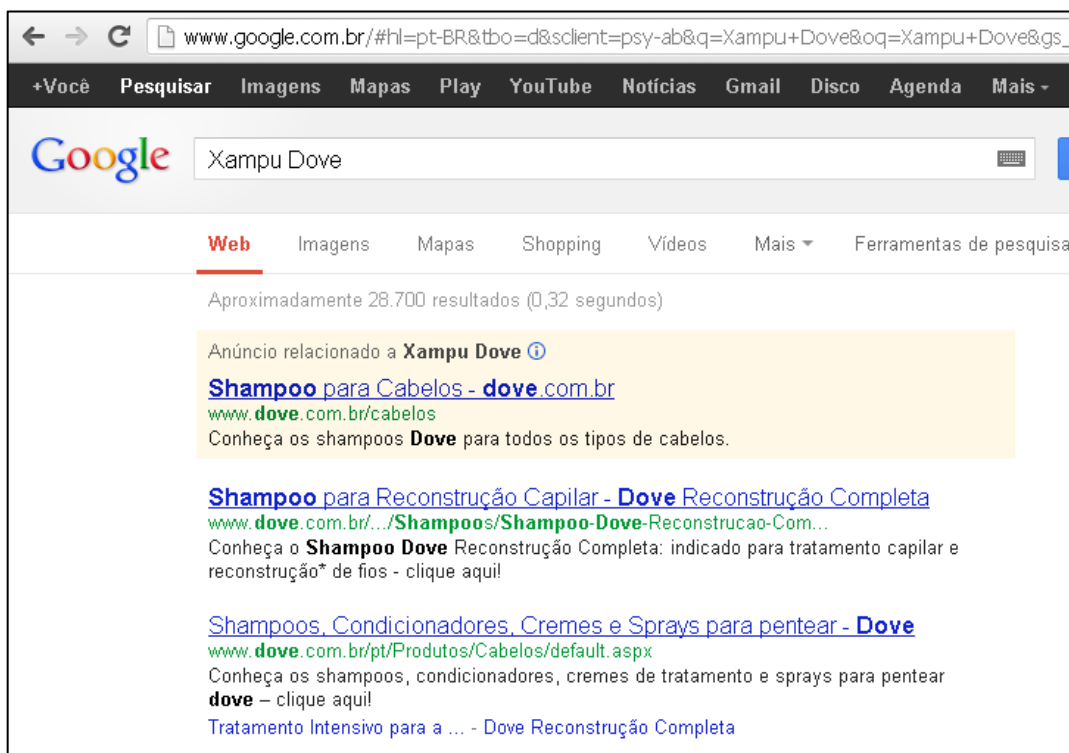 www.google.com.br/#hl=pt-BR&tbo=d&sclient=psy-ab&q=Xampu+Dove&oq=Xampu+Dove&gs_
+Você Pesquisar Imagens Mapas Play YouTube Notícias Gmail Disco Agenda Mais
Google Xampu Dove
Web Imagens Mapas Shopping Vídeos Mais Ferramentas de pesquisa
Aproximadamente 28.700 resultados (0,32 segundos)
Anúncio relacionado a Xampu Dove
Shampoo para Cabelos - dove.com.br
www.dove.com.br/cabelos
Conheça os shampoos Dove para todos os tipos de cabelos.
Shampoo para Reconstrução Capilar - Dove Reconstrução Completa
www.dove.com.br/.../Shampoos/Shampoo-Dove-Reconstrucao-Com...
Conheça o Shampoo Dove Reconstrução Completa: indicado para tratamento capilar e
reconstrução* de fios - clique aqui!
Shampoos, Condicionadores, Cremes e Sprays para pentear - Dove
www.dove.com.br/pt/Produtos/Cabelos/default.aspx
Conheça os shampoos, condicionadores, cremes de tratamento e sprays para pentear
dove – clique aqui!
Tratamento Intensivo para a ... - Dove Reconstrução Completa